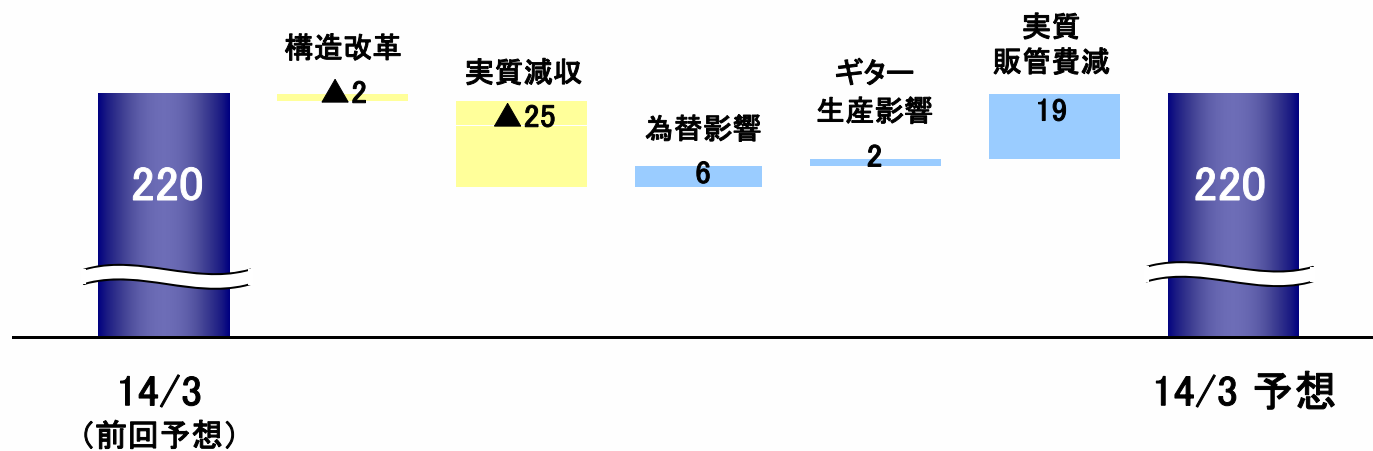 構造改革
▲2
実質減収
▲25
為替影響
6
ギター
生産影響
2
実質
販管費減
19
220
220
14/3
（前回予想）
14/3 予想